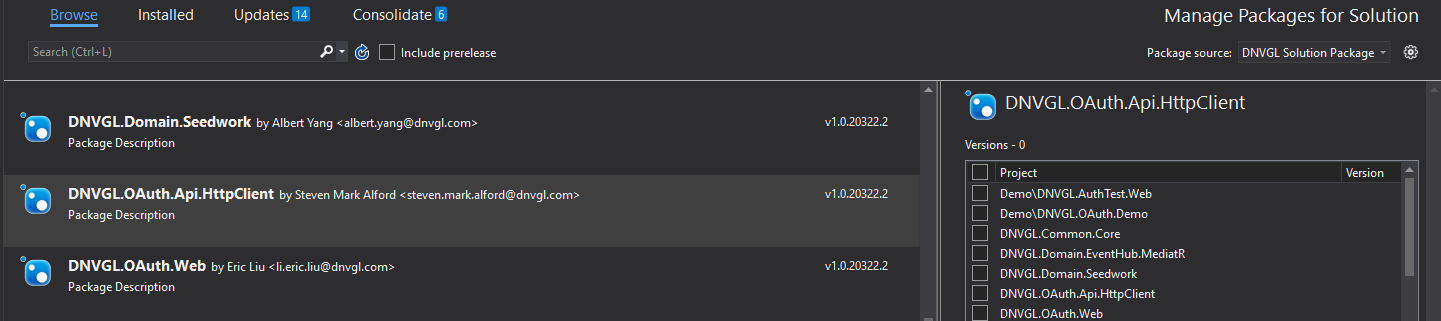 Browse Installed Updates 14 Consolidate 6 Manage Packages for Solution
Search (Ctrl+L) Include prerelease Package source: DNVGL Solution Package
DNVGL.Domain.Seedwork by Albert Yang <albert.yang@dnvgl.com> v1.0.20322.2
Package Description
DNVGL.OAuth.Api.HttpClient by Steven Mark Alford <steven.mark.alford@dnvgl.com> v1.0.20322.2
Package Description
DNVGL.OAuth.Web by Eric Liu <li.eric.liu@dnvgl.com> v1.0.20322.2
Package Description
DNVGL.OAuth.Api.HttpClient
Versions - 0
Project Version
Demo\DNVGL.AuthTest.Web
Demo\DNVGL.OAuth.Demo
DNVGL.Common.Core
DNVGL.Domain.EventHub.MediatR
DNVGL.Domain.Seedwork
DNVGL.OAuth.Api.HttpClient
DNVGL.OAuth.Web